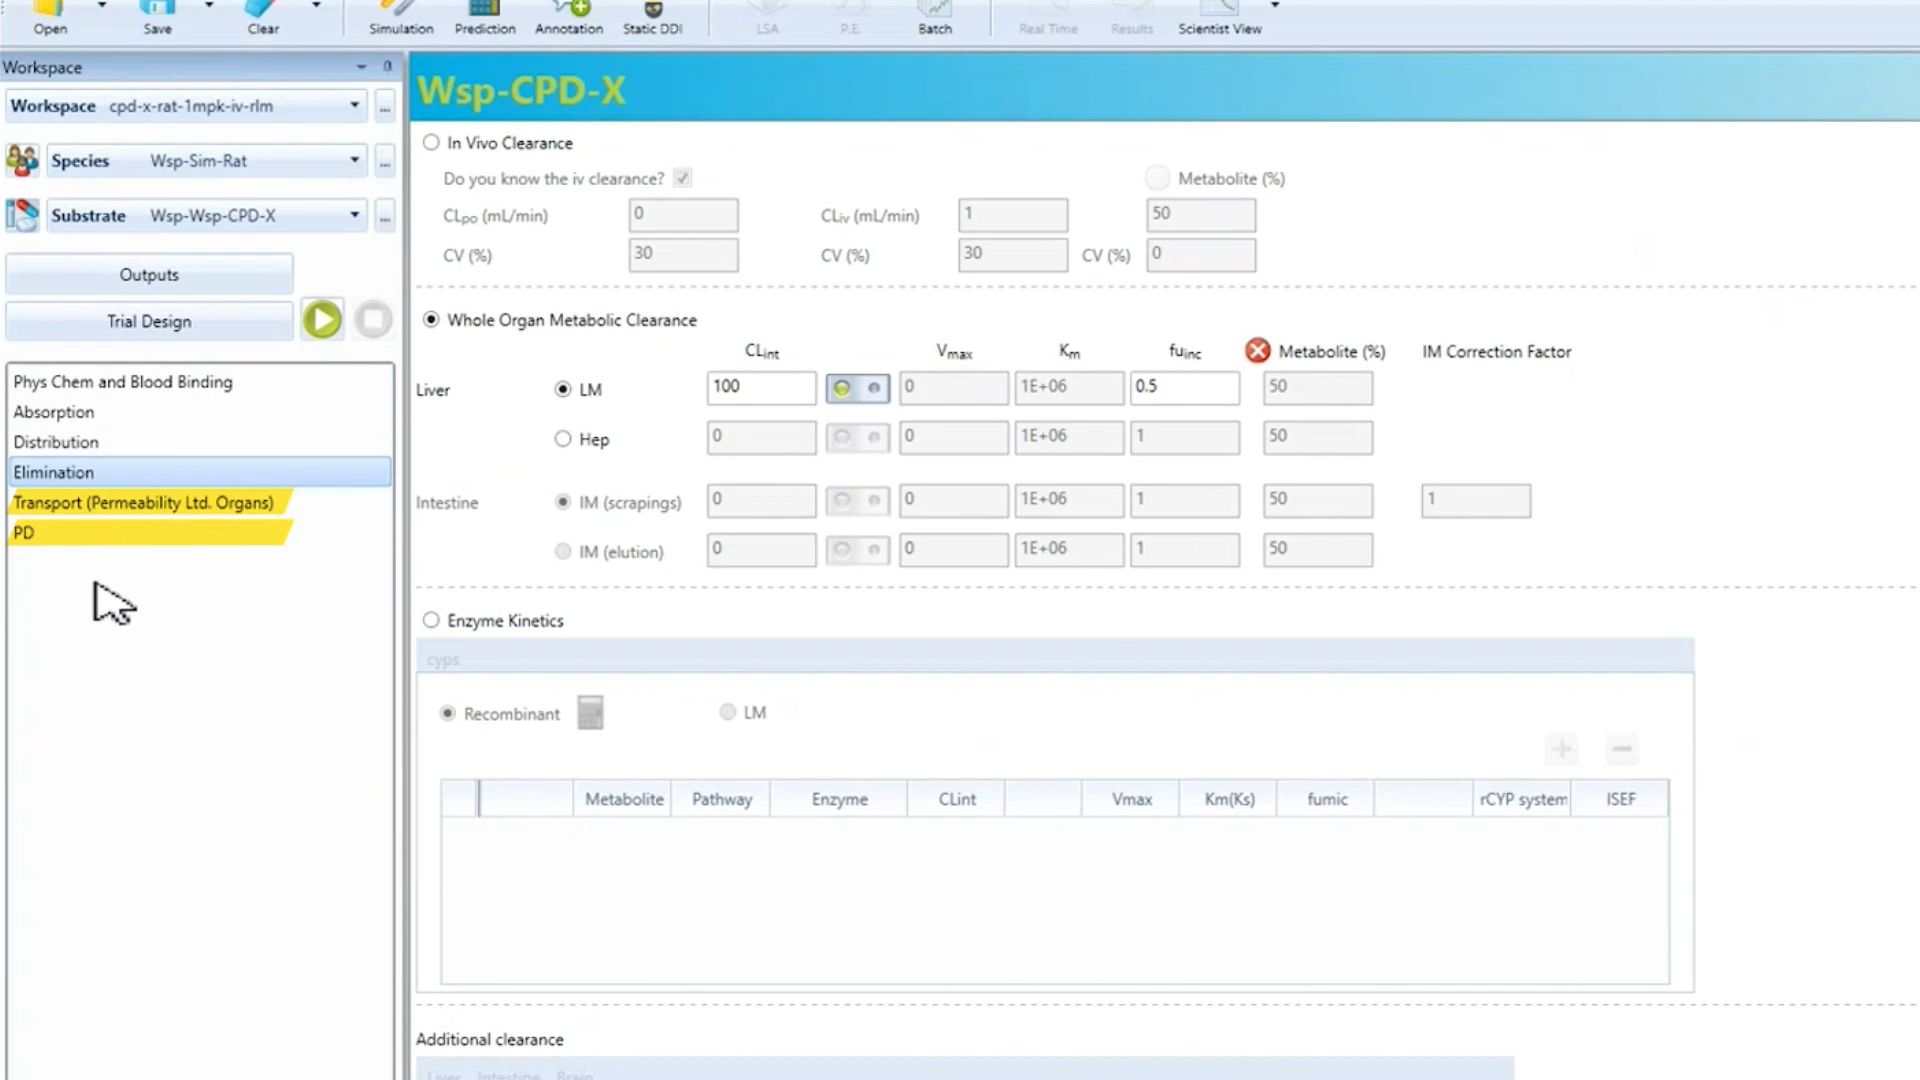 Open Save Clear Simulation Prediction Annotation Static DDI LSA P.E. Batch Real Time Results Scientist View
Workspace
Workspace cpd-x-rat-1mpk-iv-rlm ...
Species Wsp-Sim-Rat ...
Substrate Wsp-Wsp-CPD-X ...
Outputs
Trial Design
Phys Chem and Blood Binding
Absorption
Distribution
Elimination
Transport (Permeability Ltd. Organs)
PD
Wsp-CPD-X
In Vivo Clearance
Do you know the iv clearance? Metabolite (%)
CLpo (mL/min) 0 CLiv (mL/min) 1 50
CV (%) 30 CV (%) 30 CV (%) 0
Whole Organ Metabolic Clearance
CLint Vmax Km fuinc Metabolite (%) IM Correction Factor
Liver LM 100 0 1E+06 0.5 50
Hep 0 0 1E+06 1 50
Intestine IM (scrapings) 0 0 1E+06 1 50 1
IM (elution) 0 0 1E+06 1 50
Enzyme Kinetics
cyps
Recombinant LM
Metabolite Pathway Enzyme CLint Vmax Km(Ks) fumic rCYP system ISEF
Additional clearance
Liver Intestine Brain